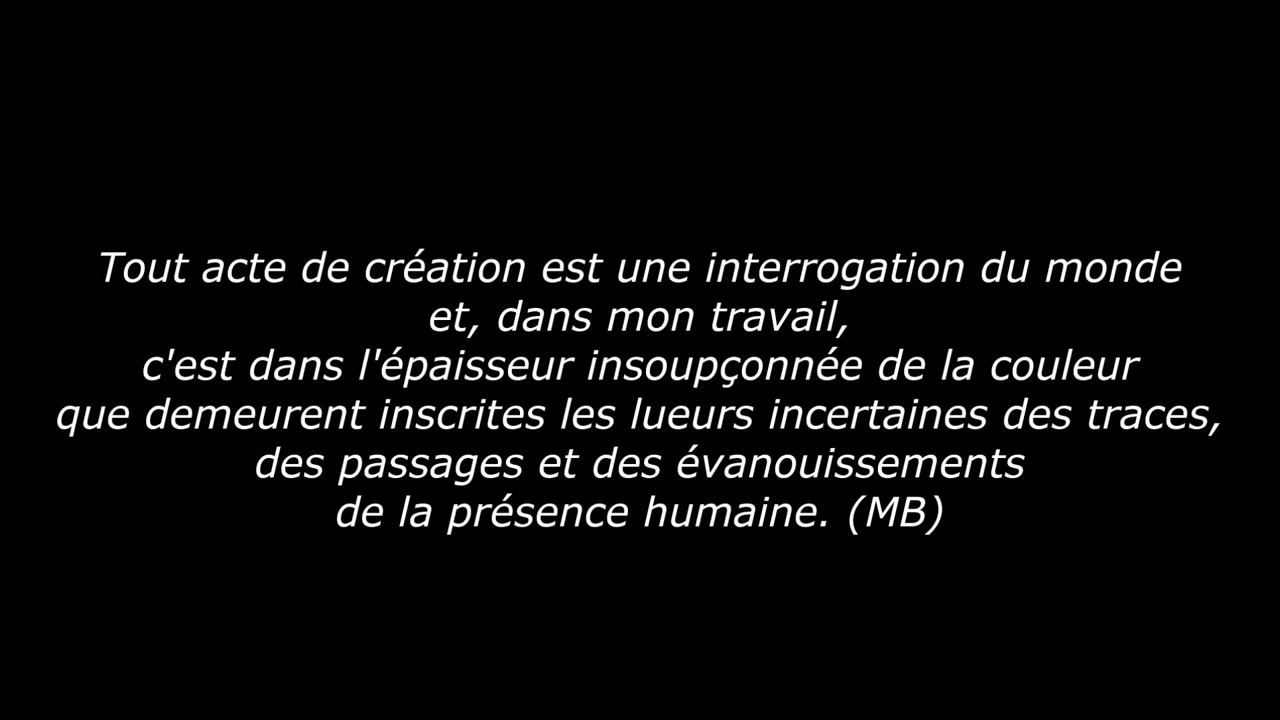 Tout acte de création est une interrogation du monde
et, dans mon travail,
c'est dans l'épaisseur insoupçonnée de la couleur
que demeurent inscrites les lueurs incertaines des traces,
des passages et des évanouissements
de la présence humaine. (MB)